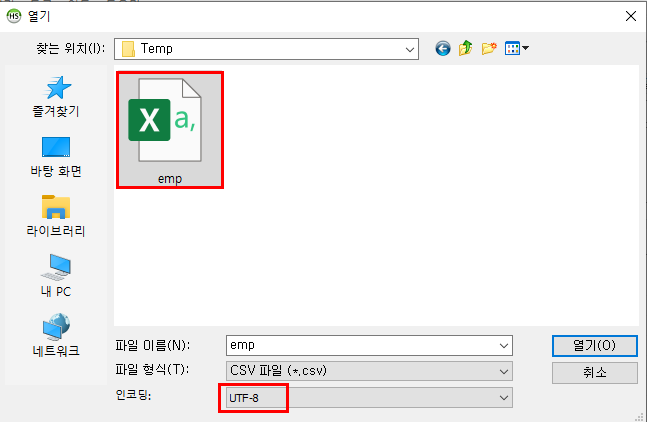 HS 열기
찾는 위치(I): Temp
즐겨찾기
바탕 화면
라이브러리
내 PC
네트워크
X a,
emp
파일 이름(N): emp 열기(O)
파일 형식(T): CSV 파일 (*.csv) 취소
인코딩: UTF-8